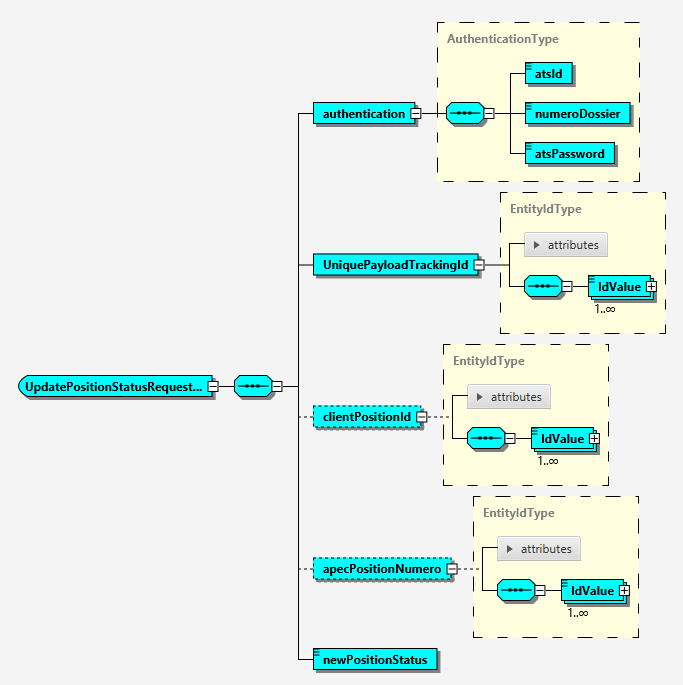 AuthenticationType
atsId
authentication
numeroDossier
atsPassword
EntityIdType
attributes
UniquePayloadTrackingId
IdValue
1..∞
EntityIdType
UpdatePositionStatusRequest...
attributes
clientPositionId
IdValue
1..∞
EntityIdType
attributes
apecPositionNumero
IdValue
1..∞
newPositionStatus